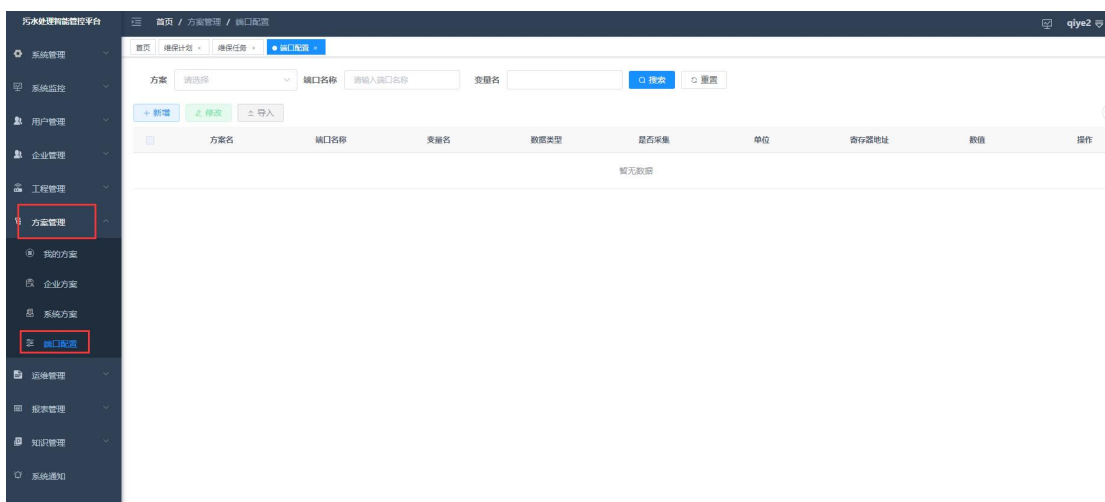 污水处理智能管控平台
首页 / 方案管理 / 端口配置
qiye2
首页 维保计划 × 维保任务 × 端口配置 ×
系统管理
系统监控
用户管理
企业管理
工程管理
方案管理
我的方案
企业方案
系统方案
端口配置
运维管理
报表管理
知识管理
系统通知
方案 请选择 端口名称 请输入端口名称 变量名 搜索 重置
+ 新增 修改 导入
方案名 端口名称 变量名 数据类型 是否采集 单位 寄存器地址 数值 操作
暂无数据